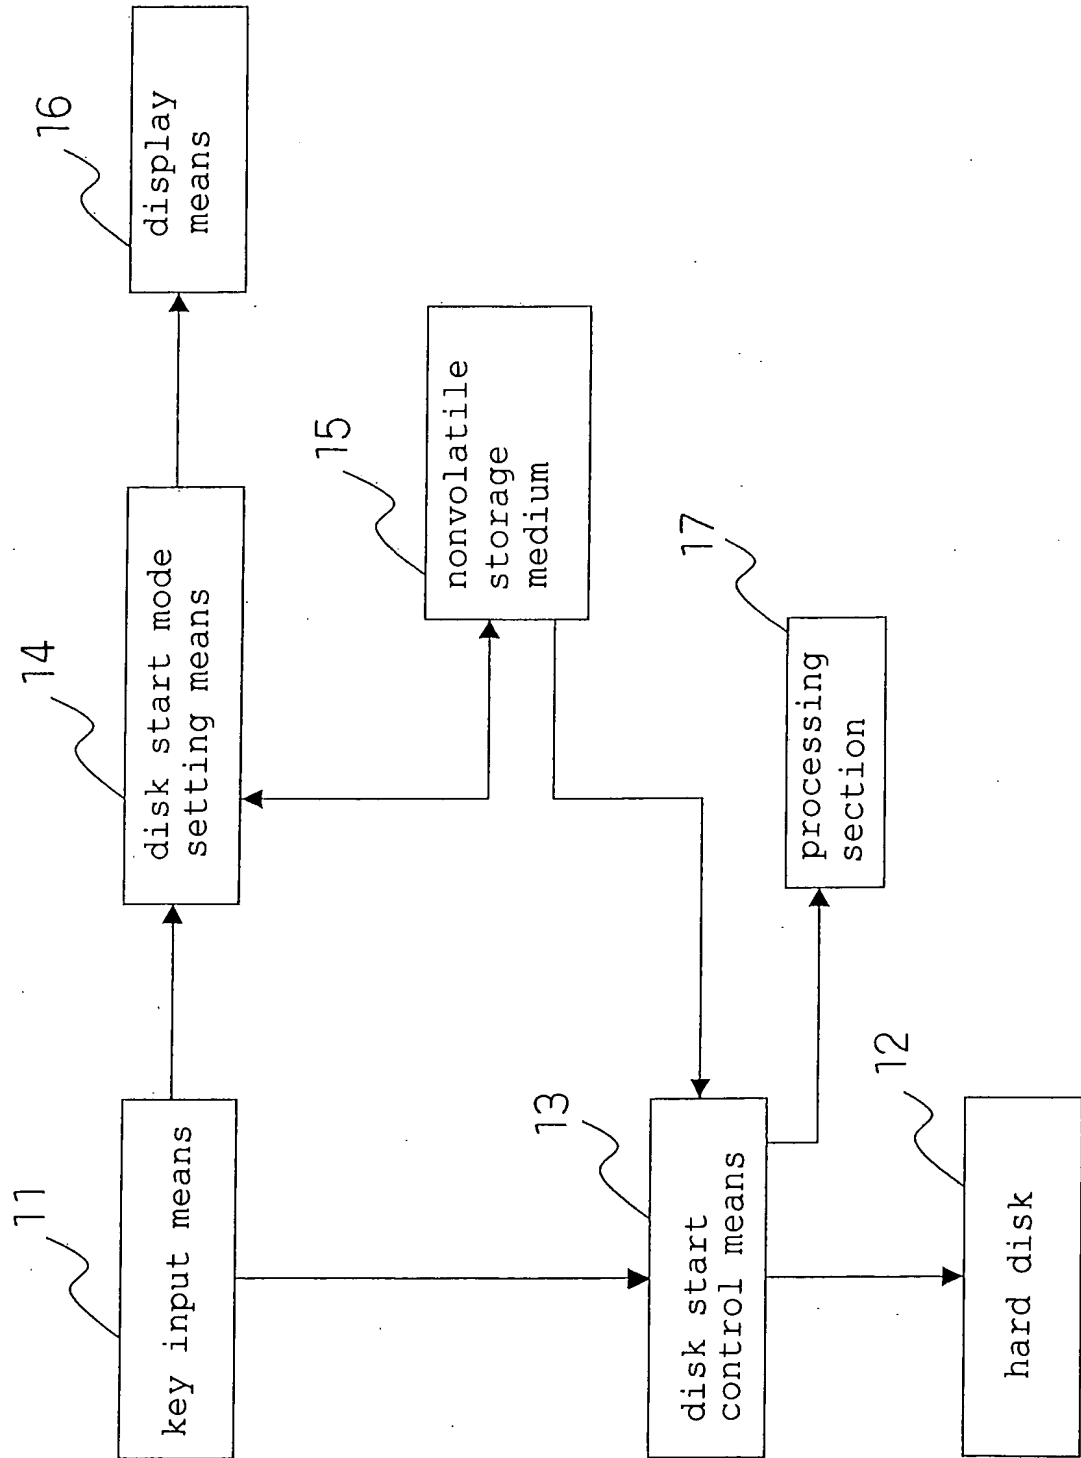 11
key input means
14
disk start mode
setting means
16
display
means
15
nonvolatile
storage
medium
13
disk start
control means
17
processing
section
12
hard disk